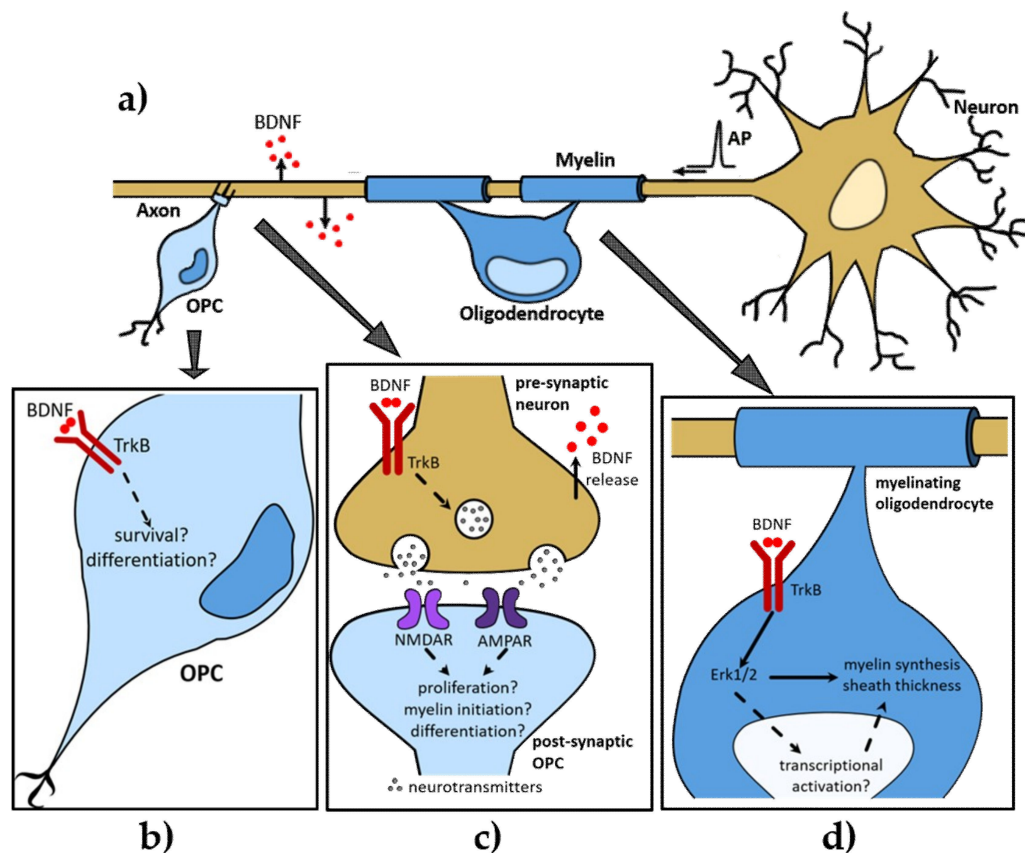 a)
BDNF
AP
Neuron
Myelin
Axon
OPC
Oligodendrocyte
BDNF
TrkB
survival?
differentiation?
OPC
b)
BDNF
pre-synaptic
neuron
TrkB
BDNF
release
NMDAR
AMPAR
proliferation?
myelin initiation?
differentiation?
post-synaptic
OPC
neurotransmitters
c)
myelinating
oligodendrocyte
BDNF
TrkB
Erk1/2
myelin synthesis
sheath thickness
transcriptional
activation?
d)